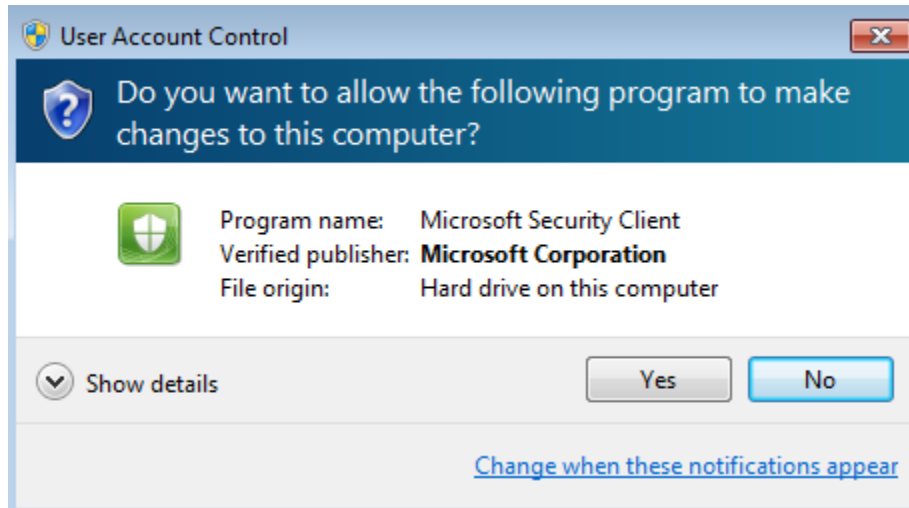 User Account Control
Do you want to allow the following program to make
changes to this computer?
Program name: Microsoft Security Client
Verified publisher: Microsoft Corporation
File origin: Hard drive on this computer
Show details
Yes
No
Change when these notifications appear